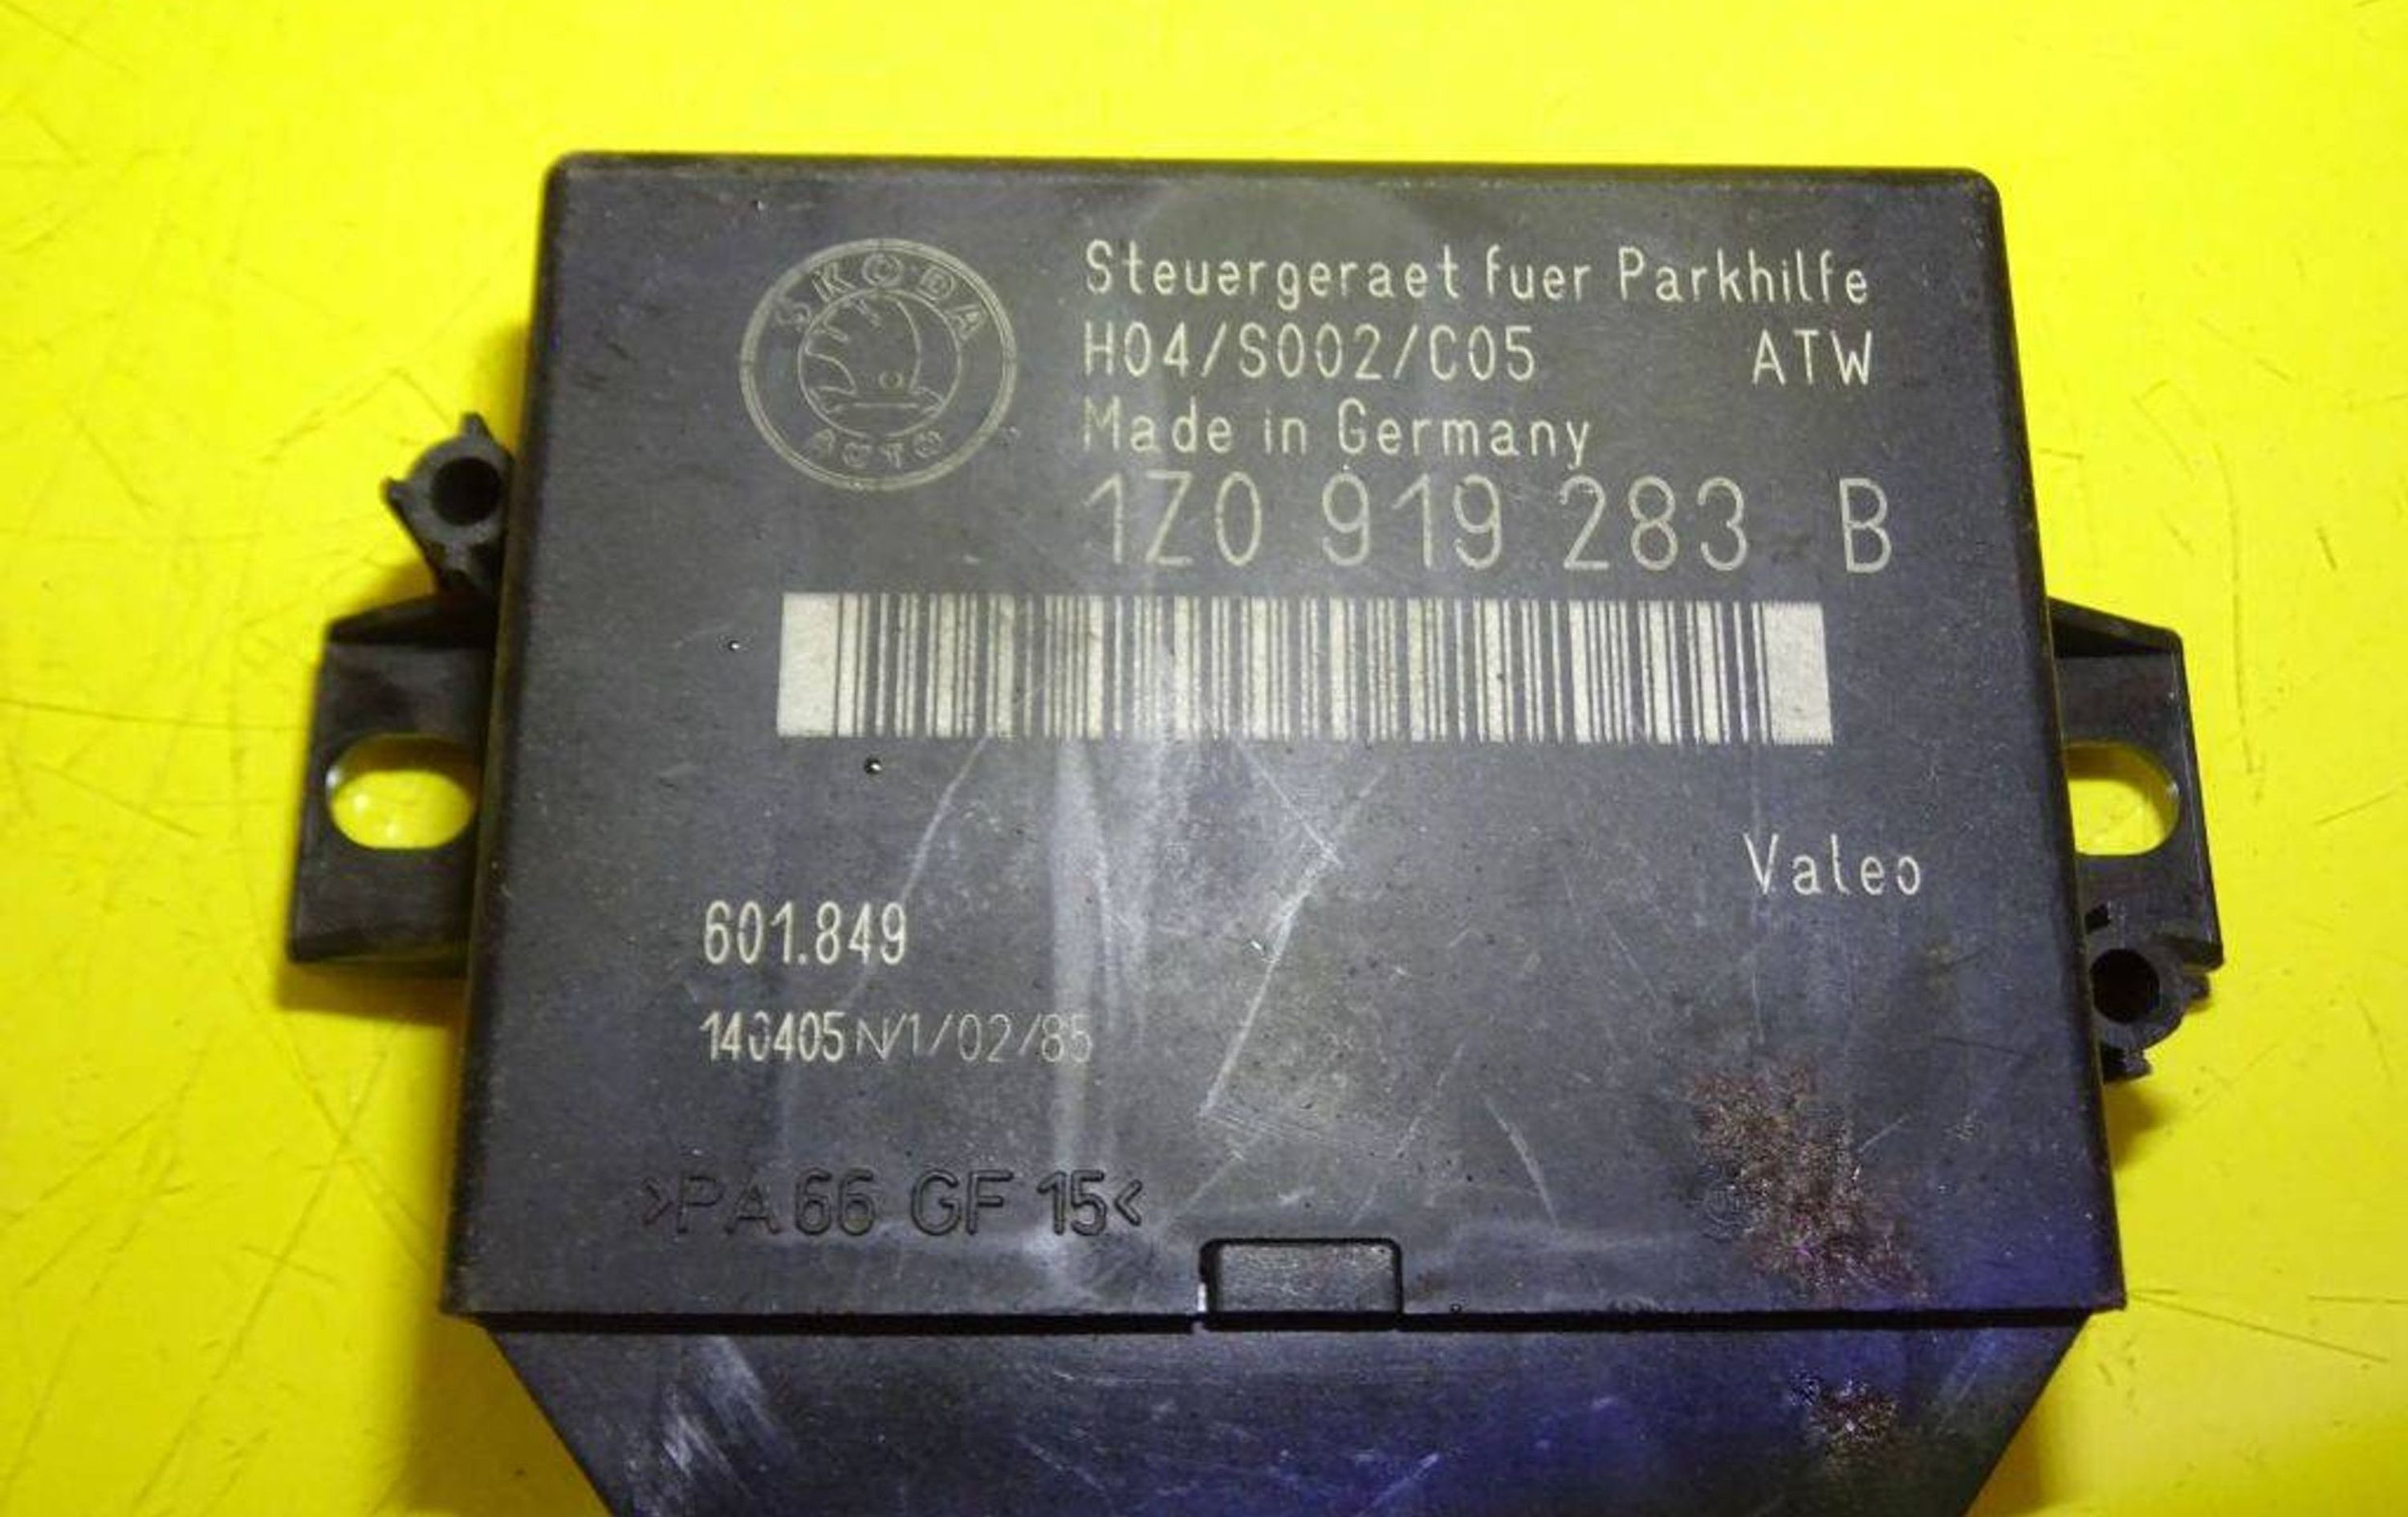 SKODA
AUTO
Steuergeraet fuer Parkhilfe
H04/S002/C05 ATW
Made in Germany
1Z0 919 283 B
Valeo
601.849
140405 N/1/02/85
>PA 66 GF 15<